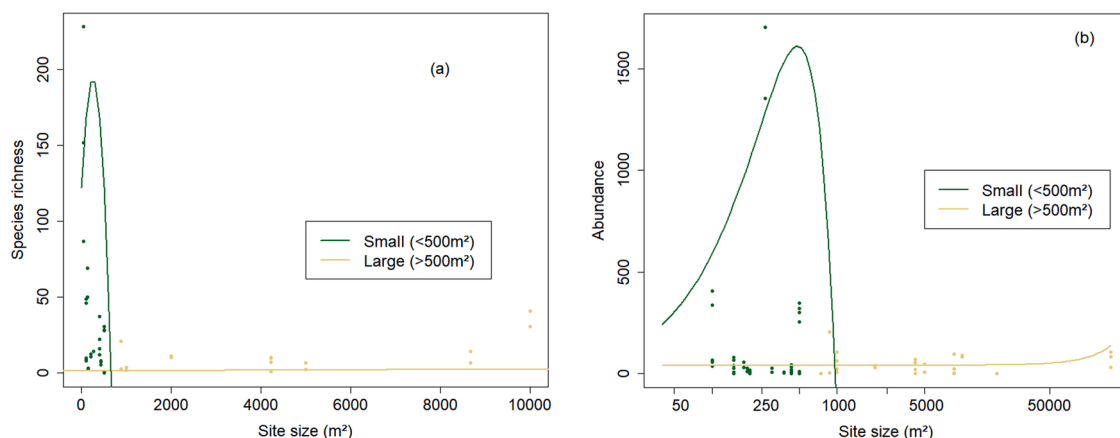 (a)
Species richness
200
150
100
50
0
Small (<500m²)
Large (>500m²)
0 2000 4000 6000 8000 10000
Site size (m²)
(b)
Abundance
1500
1000
500
0
Small (<500m²)
Large (>500m²)
50 250 1000 5000 50000
Site size (m²)